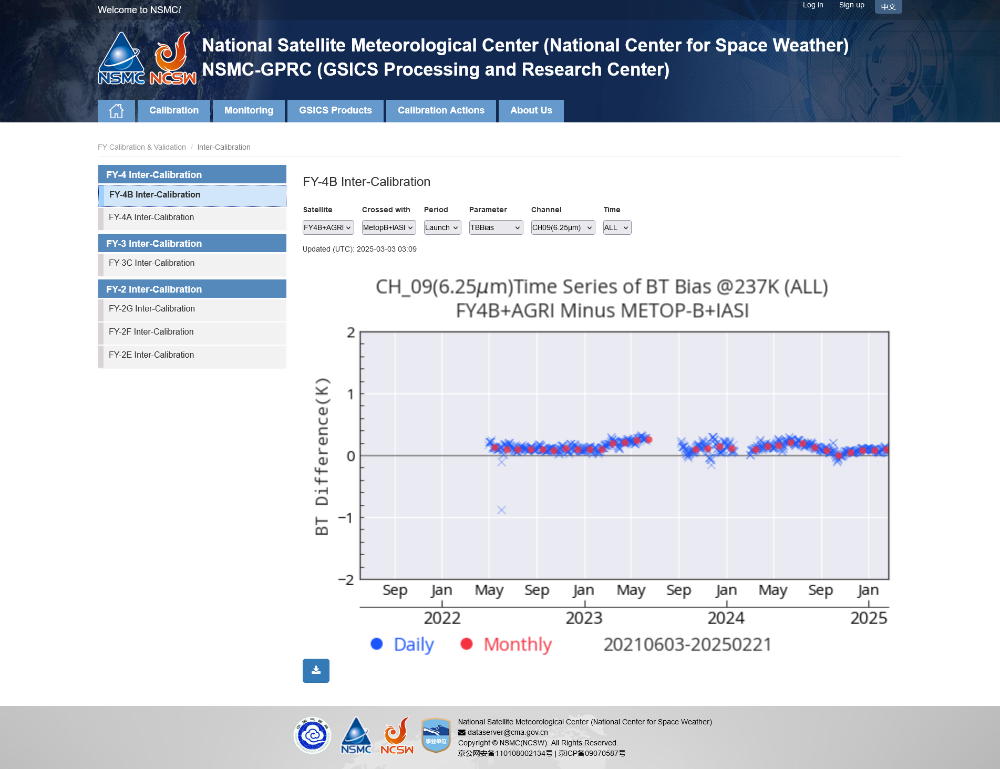 Welcome to NSMC!
Log in
Sign up
中文
NSMC NCSW
National Satellite Meteorological Center (National Center for Space Weather)
NSMC-GPRC (GSICS Processing and Research Center)
Calibration
Monitoring
GSICS Products
Calibration Actions
About Us
FY Calibration & Validation / Inter-Calibration
FY-4 Inter-Calibration
FY-4B Inter-Calibration
FY-4A Inter-Calibration
FY-3 Inter-Calibration
FY-3C Inter-Calibration
FY-2 Inter-Calibration
FY-2G Inter-Calibration
FY-2F Inter-Calibration
FY-2E Inter-Calibration
FY-4B Inter-Calibration
Satellite Crossed with Period Parameter Channel Time
FY4B+AGRI MetopB+IASI Launch TBBias CH09(6.25μm) ALL
Updated (UTC): 2025-03-03 03:09
CH_09(6.25μm)Time Series of BT Bias @237K (ALL)
FY4B+AGRI Minus METOP-B+IASI
BT Difference(K)
2
1
0
−1
−2
Sep Jan May Sep Jan May Sep Jan May Sep Jan
2022 2023 2024 2025
Daily Monthly 20210603-20250221
NSMC NCSW
事业单位
National Satellite Meteorological Center (National Center for Space Weather)
dataserver@cma.gov.cn
Copyright © NSMC(NCSW). All Rights Reserved.
京公网安备110108002134号 | 京ICP备09070587号